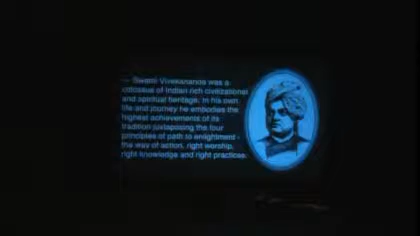 — Swami Vivekananda was a
colossus of Indian rich civilizational
and spiritual heritage. In his own
life and journey he embodies the
highest achievements of its
tradition juxtaposing the four
principles of path to enlightment -
the way of action, right worship,
right knowledge and right practices.